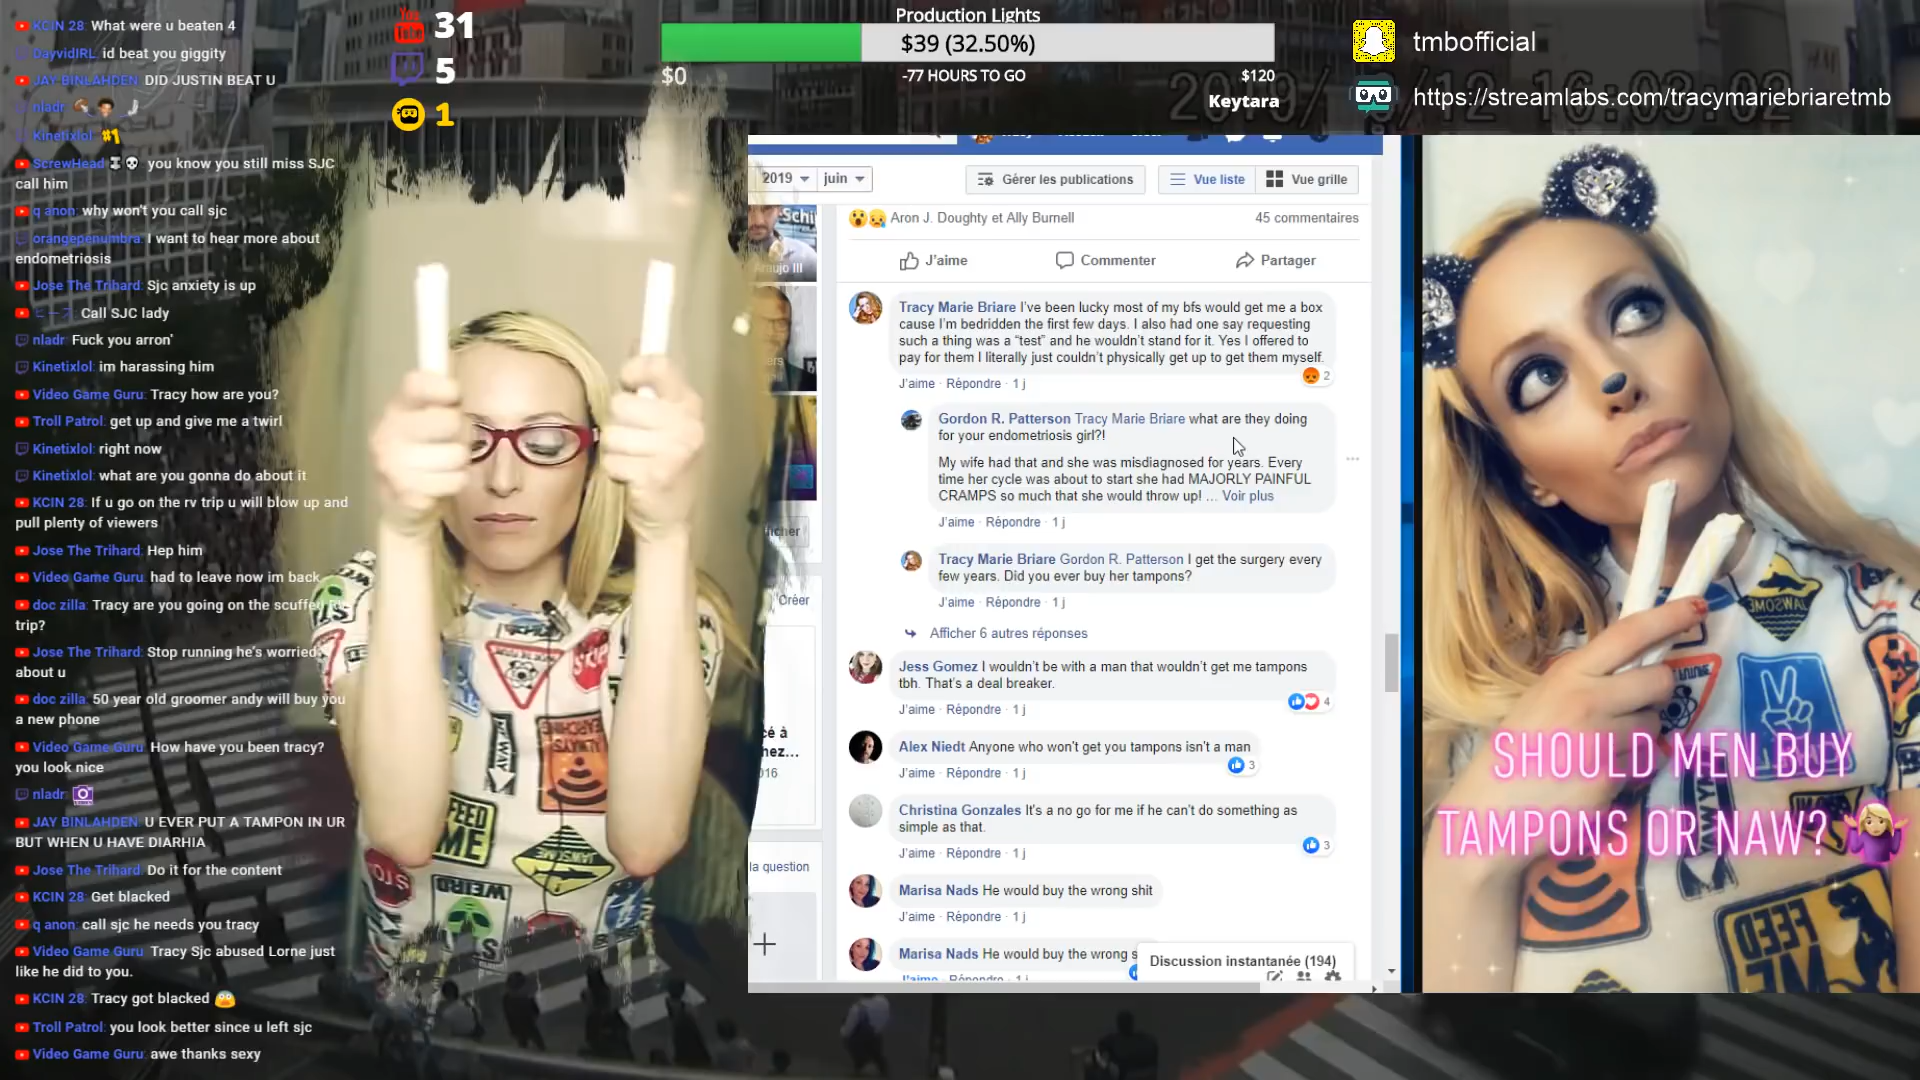 KCIN 28: What were u beaten 4
DayvidIRL: id beat you giggity
JAY BINLAHDEN: DID JUSTIN BEAT U
nladr:
Kinetixlol: #1
ScrewHead you know you still miss SJC
call him
q anon: why won't you call sjc
orangepenumbra: I want to hear more about
endometriosis
Jose The Trihard: Sjc anxiety is up
Call SJC lady
nladr: Fuck you arron'
Kinetixlol: im harassing him
Video Game Guru: Tracy how are you?
Troll Patrol: get up and give me a twirl
Kinetixlol: right now
Kinetixlol: what are you gonna do about it
KCIN 28: If u go on the rv trip u will blow up and
pull plenty of viewers
Jose The Trihard: Hep him
Video Game Guru: had to leave now im back
doc zilla: Tracy are you going on the scuffed
trip?
Jose The Trihard: Stop running he's worried
about u
doc zilla: 50 year old groomer andy will buy you
a new phone
Video Game Guru: How have you been tracy?
you look nice
nladr:
JAY BINLAHDEN: U EVER PUT A TAMPON IN UR
BUT WHEN U HAVE DIARHIA
Jose The Trihard: Do it for the content
KCIN 28: Get blacked
q anon: call sjc he needs you tracy
Video Game Guru: Tracy Sjc abused Lorne just
like he did to you.
KCIN 28: Tracy got blacked
Troll Patrol: you look better since u left sjc
Video Game Guru: awe thanks sexy
You Tube 31
5
1
Production Lights
$39 (32.50%)
$0
-77 HOURS TO GO
$120
Keytara
tmbofficial
https://streamlabs.com/tracymariebriaretmb
2019 juin
Gérer les publications
Vue liste
Vue grille
Aron J. Doughty et Ally Burnell
45 commentaires
J'aime
Commenter
Partager
Tracy Marie Briare I've been lucky most of my bfs would get me a box
cause I'm bedridden the first few days. I also had one say requesting
such a thing was a "test" and he wouldn't stand for it. Yes I offered to
pay for them I literally just couldn't physically get up to get them myself.
2
J'aime · Répondre · 1 j
Gordon R. Patterson Tracy Marie Briare what are they doing
for your endometriosis girl?!
My wife had that and she was misdiagnosed for years. Every
time her cycle was about to start she had MAJORLY PAINFUL
CRAMPS so much that she would throw up! ... Voir plus
J'aime · Répondre · 1 j
Tracy Marie Briare Gordon R. Patterson I get the surgery every
few years. Did you ever buy her tampons?
J'aime · Répondre · 1 j
Afficher 6 autres réponses
Jess Gomez I wouldn't be with a man that wouldn't get me tampons
tbh. That's a deal breaker.
4
J'aime · Répondre · 1 j
Alex Niedt Anyone who won't get you tampons isn't a man
3
J'aime · Répondre · 1 j
Christina Gonzales It's a no go for me if he can't do something as
simple as that.
3
J'aime · Répondre · 1 j
Marisa Nads He would buy the wrong shit
J'aime · Répondre · 1 j
Marisa Nads He would buy the wrong s
J'aime · Répondre · 1 j
Discussion instantanée (194)
Araujo III
Créer
la question
SHOULD MEN BUY
TAMPONS OR NAW?
JAWSOME
FEED
ME
FEED
ME
JAWSOME
WEIRD
ALWAYS
SEARCHING
SKIP